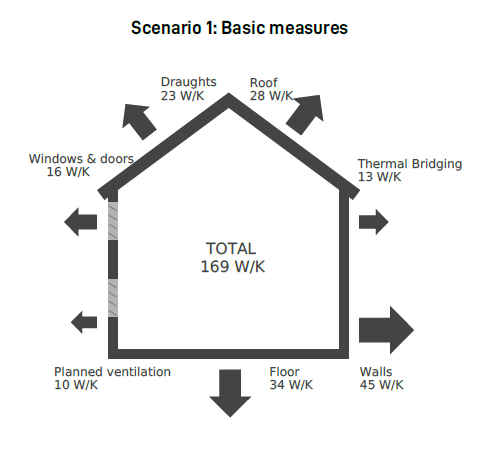 Scenario 1: Basic measures
Draughts
23 W/K
Roof
28 W/K
Windows & doors
16 W/K
Thermal Bridging
13 W/K
TOTAL
169 W/K
Planned ventilation
10 W/K
Floor
34 W/K
Walls
45 W/K